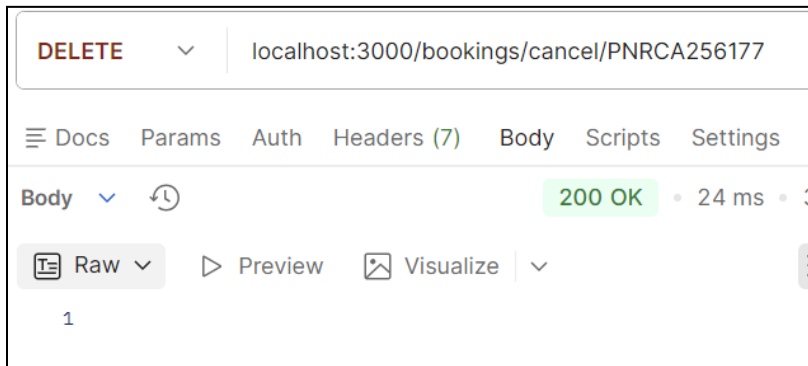 DELETE localhost:3000/bookings/cancel/PNRCA256177
Docs Params Auth Headers (7) Body Scripts Settings
Body 200 OK • 24 ms •
Raw Preview Visualize
1